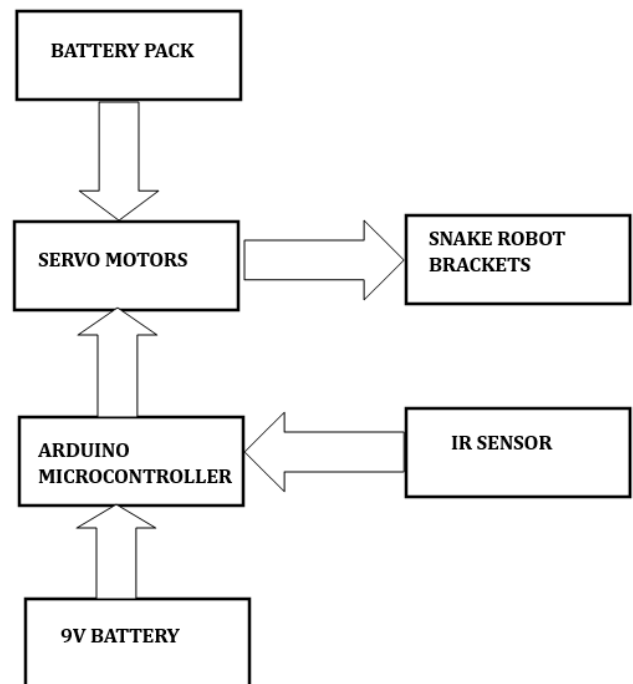 BATTERY PACK
SERVO MOTORS
SNAKE ROBOT
BRACKETS
ARDUINO
MICROCONTROLLER
IR SENSOR
9V BATTERY